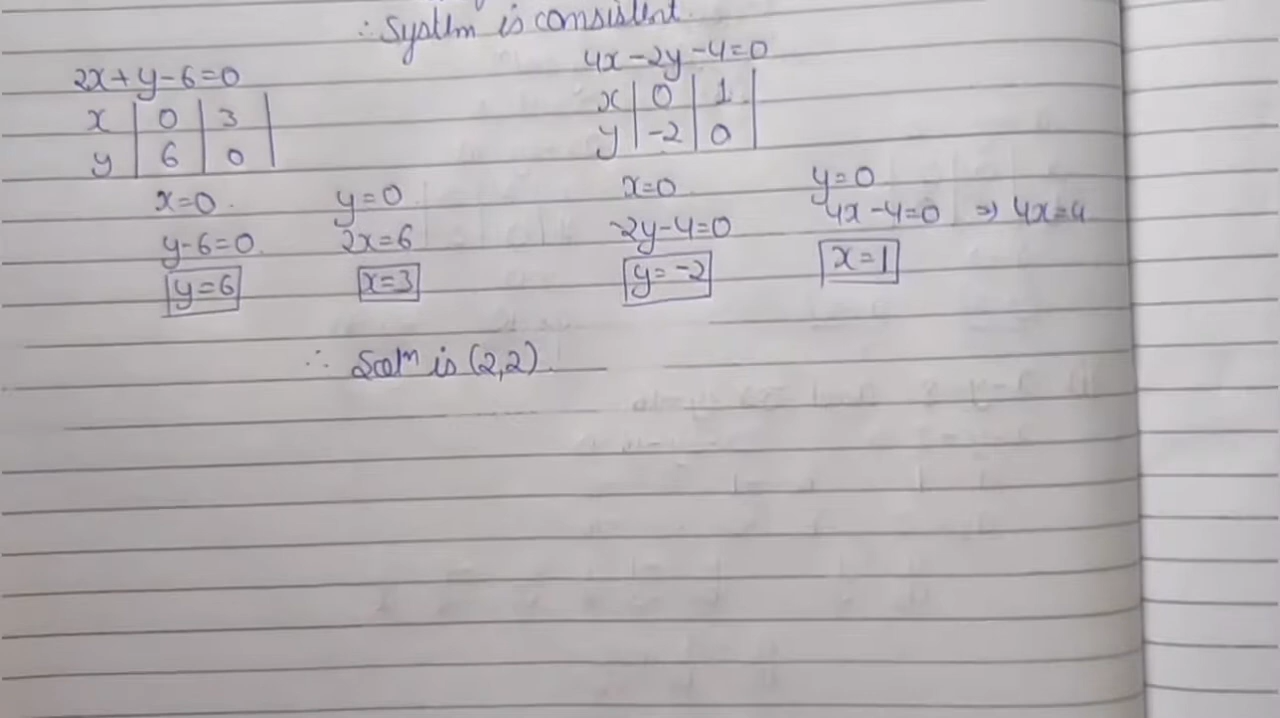 ∴ System is consistent.
2x+y-6=0 4x-2y-4=0
x | 0 | 3 | x | 0 | 1 |
y | 6 | 0 | y | -2 | 0 |
x=0 y=0 x=0 y=0
y-6=0 2x=6 -2y-4=0 4x-4=0 ⇒ 4x=4
y=6 x=3 y=-2 x=1
∴ Solⁿ is (2,2).